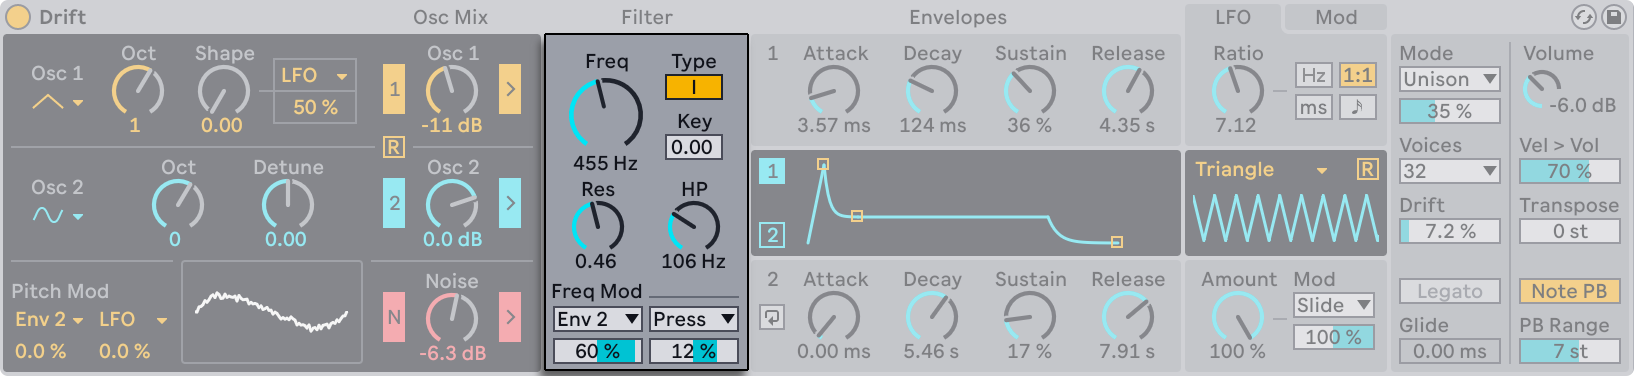 Drift
Osc Mix
Filter
Envelopes
LFO
Mod
Osc 1
Oct
1
Shape
0.00
LFO
50 %
1
R
Osc 1
-11 dB
Osc 2
Oct
0
Detune
0.00
2
Osc 2
0.0 dB
Pitch Mod
Env 2
LFO
0.0 %
0.0 %
N
Noise
-6.3 dB
Freq
455 Hz
Type
I
Key
0.00
Res
0.46
HP
106 Hz
Freq Mod
Env 2
Press
60 %
12 %
1
Attack
3.57 ms
Decay
124 ms
Sustain
36 %
Release
4.35 s
1
2
2
Attack
0.00 ms
Decay
5.46 s
Sustain
17 %
Release
7.91 s
Ratio
7.12
Hz
1:1
ms
Triangle
R
Amount
100 %
Mod
Slide
100 %
Mode
Unison
35 %
Voices
32
Drift
7.2 %
Legato
Glide
0.00 ms
Volume
-6.0 dB
Vel > Vol
70 %
Transpose
0 st
Note PB
PB Range
7 st